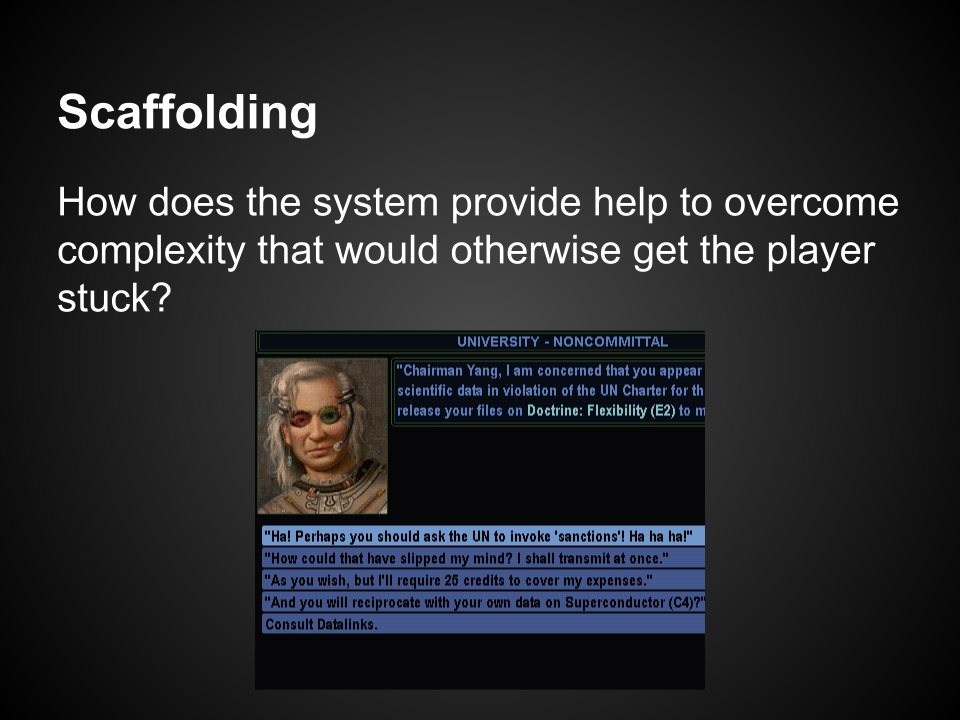 Scaffolding
How does the system provide help to overcome
complexity that would otherwise get the player
stuck?
UNIVERSITY - NONCOMMITTAL
"Chairman Yang, I am concerned that you appear
scientific data in violation of the UN Charter for th
release your files on Doctrine: Flexibility (E2) to m
"Ha! Perhaps you should ask the UN to invoke 'sanctions'! Ha ha ha!"
"How could that have slipped my mind? I shall transmit at once."
"As you wish, but I'll require 25 credits to cover my expenses."
"And you will reciprocate with your own data on Superconductor (C4)?"
Consult Datalinks.